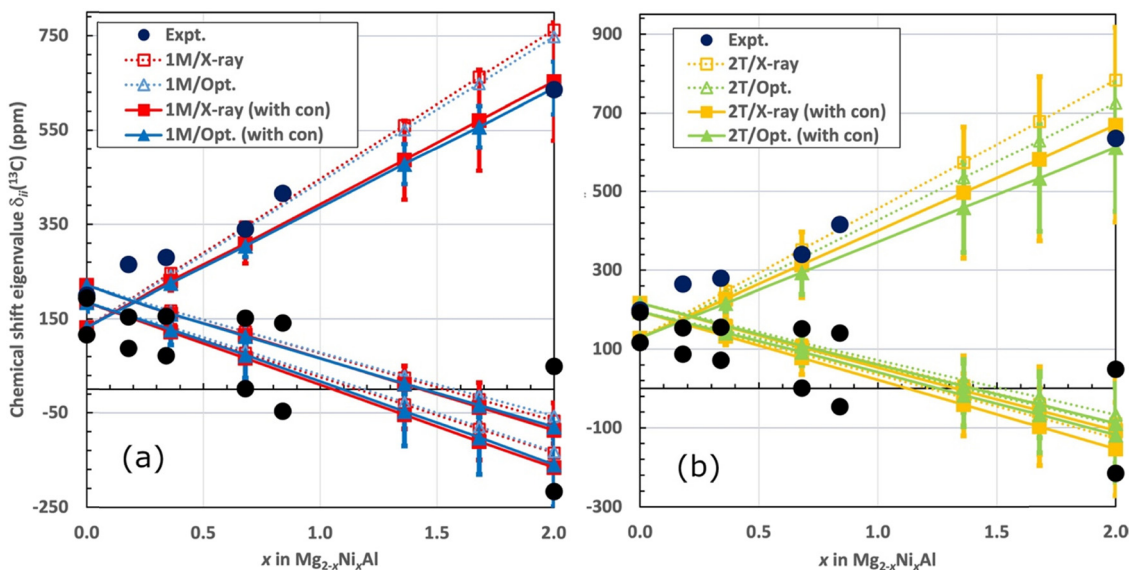 Chemical shift eigenvalue δii(¹³C) (ppm)
750
550
350
150
-50
-250
Expt.
1M/X-ray
1M/Opt.
1M/X-ray (with con)
1M/Opt. (with con)
(a)
0.0 0.5 1.0 1.5 2.0
x in Mg2-xNixAl
900
700
500
300
100
-100
-300
Expt.
2T/X-ray
2T/Opt.
2T/X-ray (with con)
2T/Opt. (with con)
(b)
0.0 0.5 1.0 1.5 2.0
x in Mg2-xNixAl